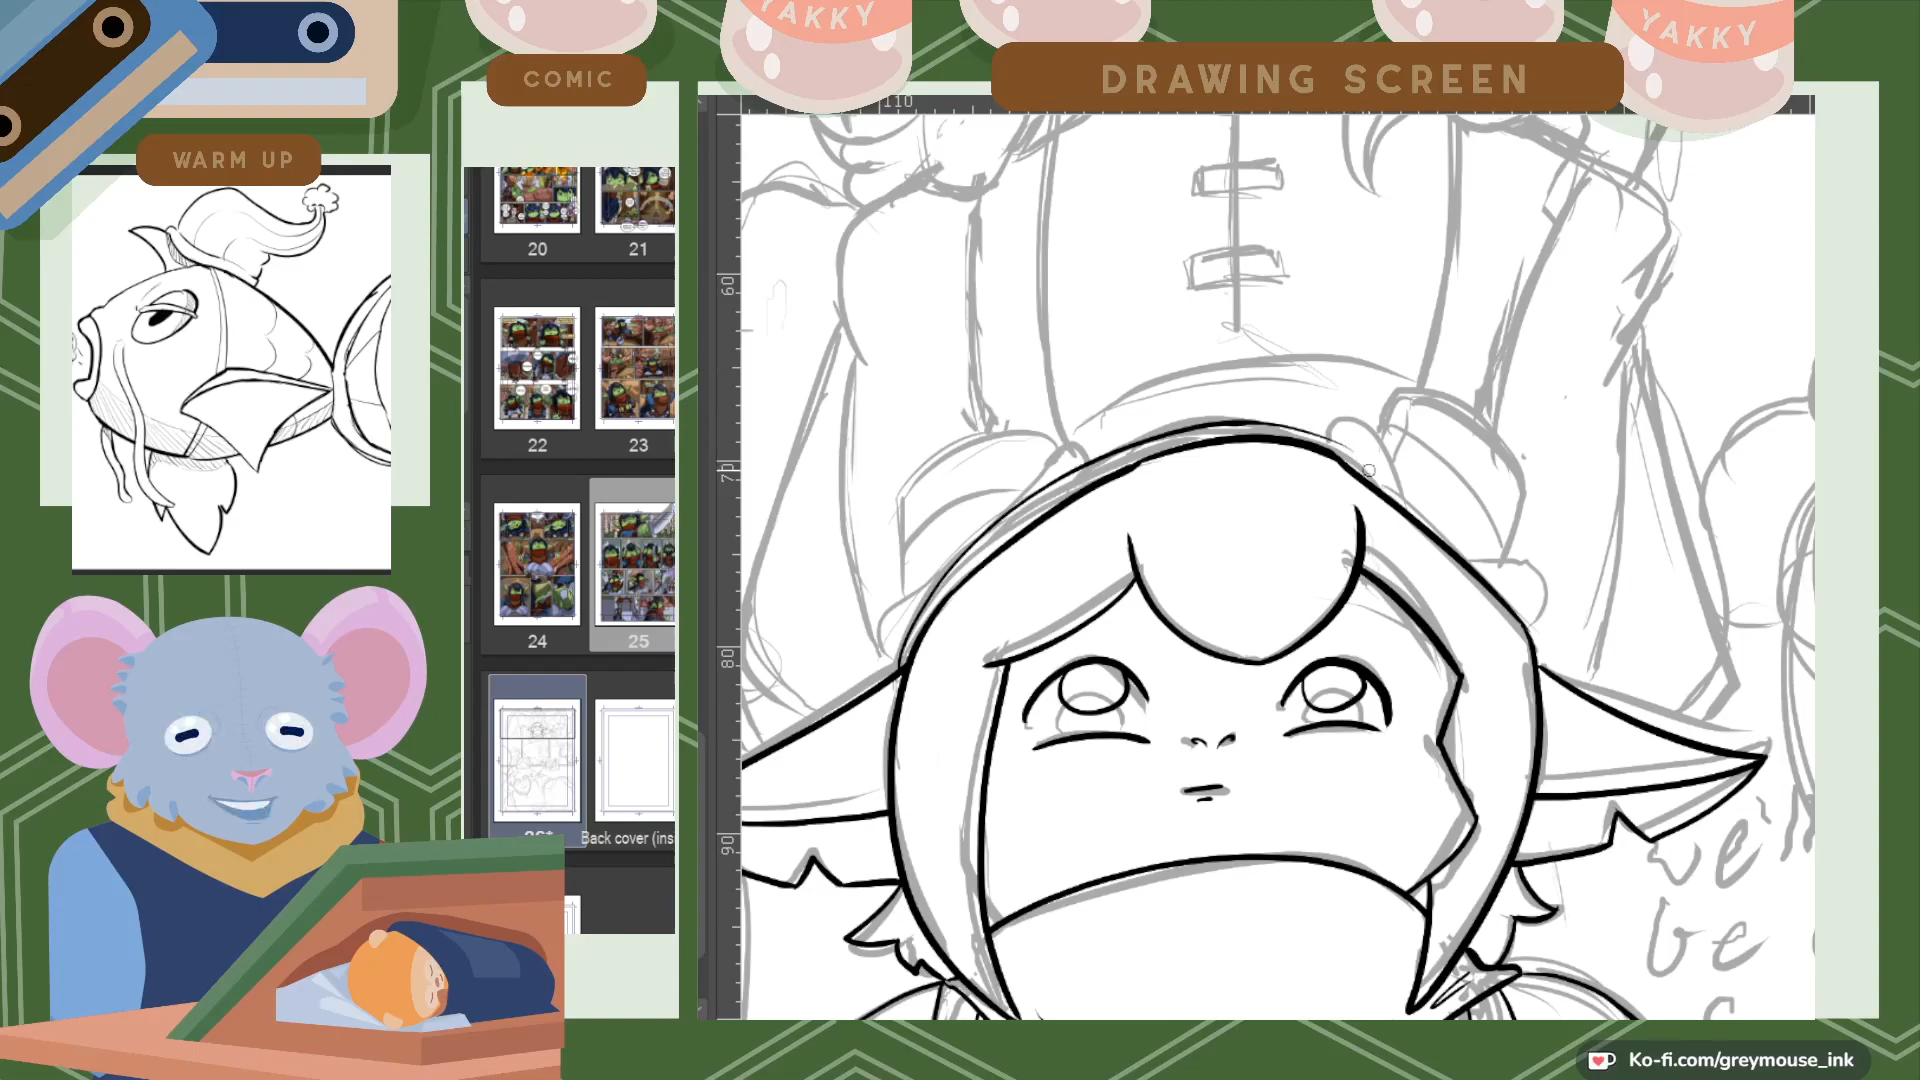 YAKKY
YAKKY
COMIC
DRAWING SCREEN
WARM UP
110
60
70
80
90
20
21
22
23
24
25
26*
Back cover (ins
we'
be
Ko-fi.com/greymouse_ink